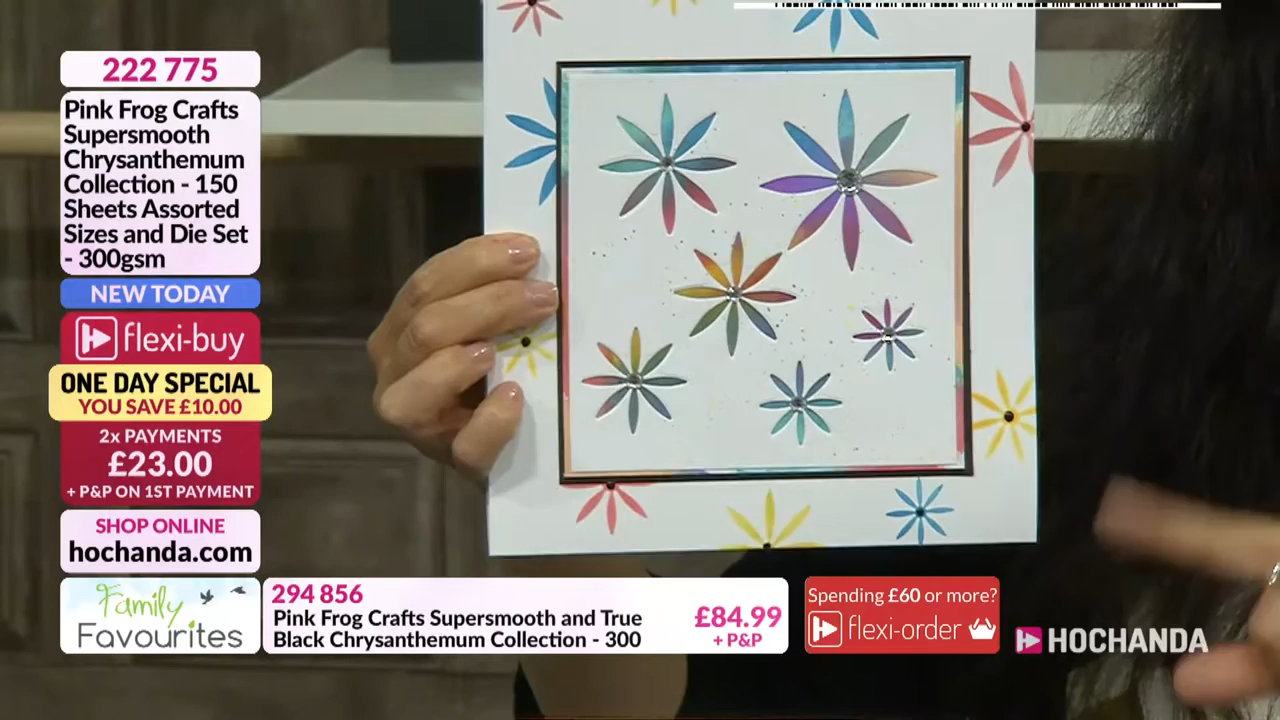 222 775
Pink Frog Crafts
Supersmooth
Chrysanthemum
Collection - 150
Sheets Assorted
Sizes and Die Set
- 300gsm
NEW TODAY
flexi-buy
ONE DAY SPECIAL
YOU SAVE £10.00
2x PAYMENTS
£23.00
+ P&P ON 1ST PAYMENT
SHOP ONLINE
hochanda.com
Family
Favourites
294 856
Pink Frog Crafts Supersmooth and True
Black Chrysanthemum Collection - 300
£84.99
+ P&P
Spending £60 or more?
flexi-order
HOCHANDA